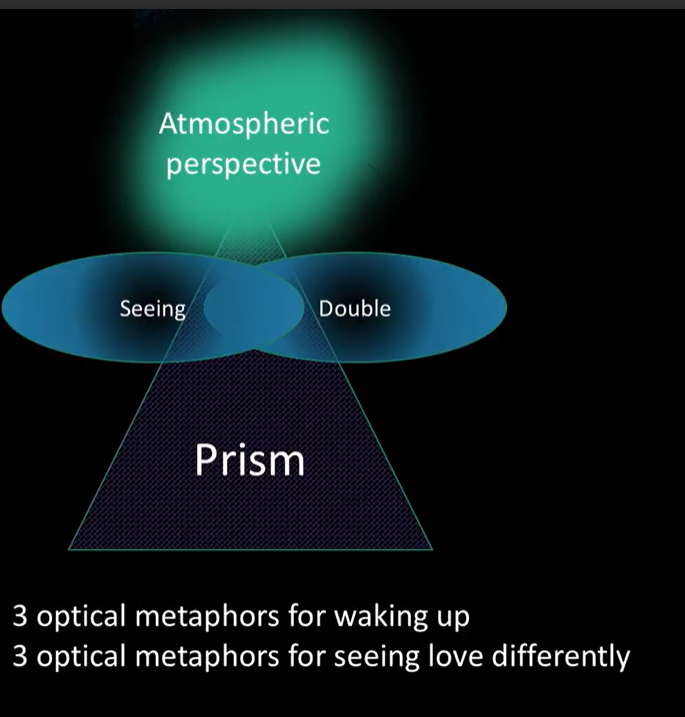 Atmospheric
perspective
Seeing Double
Prism
3 optical metaphors for waking up
3 optical metaphors for seeing love differently